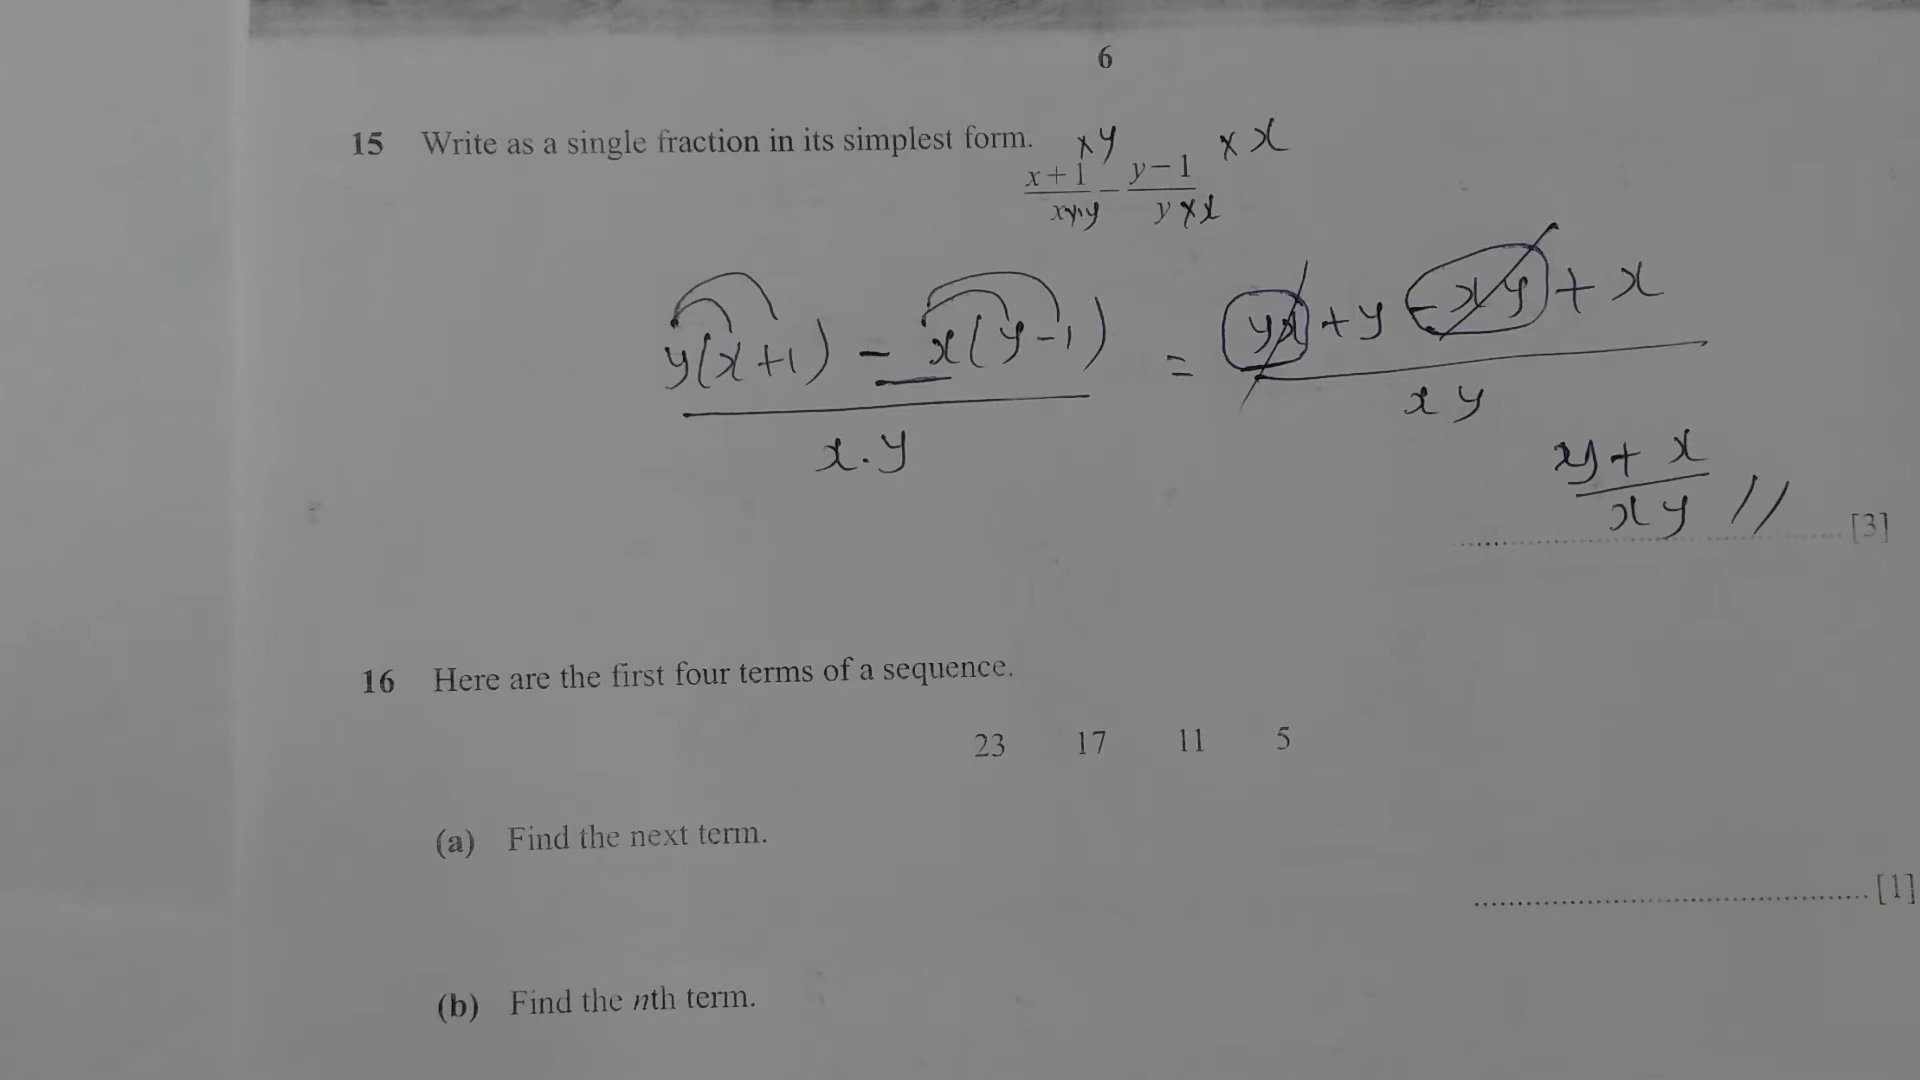 6
15 Write as a single fraction in its simplest form.
×y × x
x+1 − y−1
x×y y×x
y(x+1) − x(y−1) = yx + y − xy + x
x.y xy
y + x
xy //
[3]
16 Here are the first four terms of a sequence.
23 17 11 5
(a) Find the next term.
[1]
(b) Find the nth term.